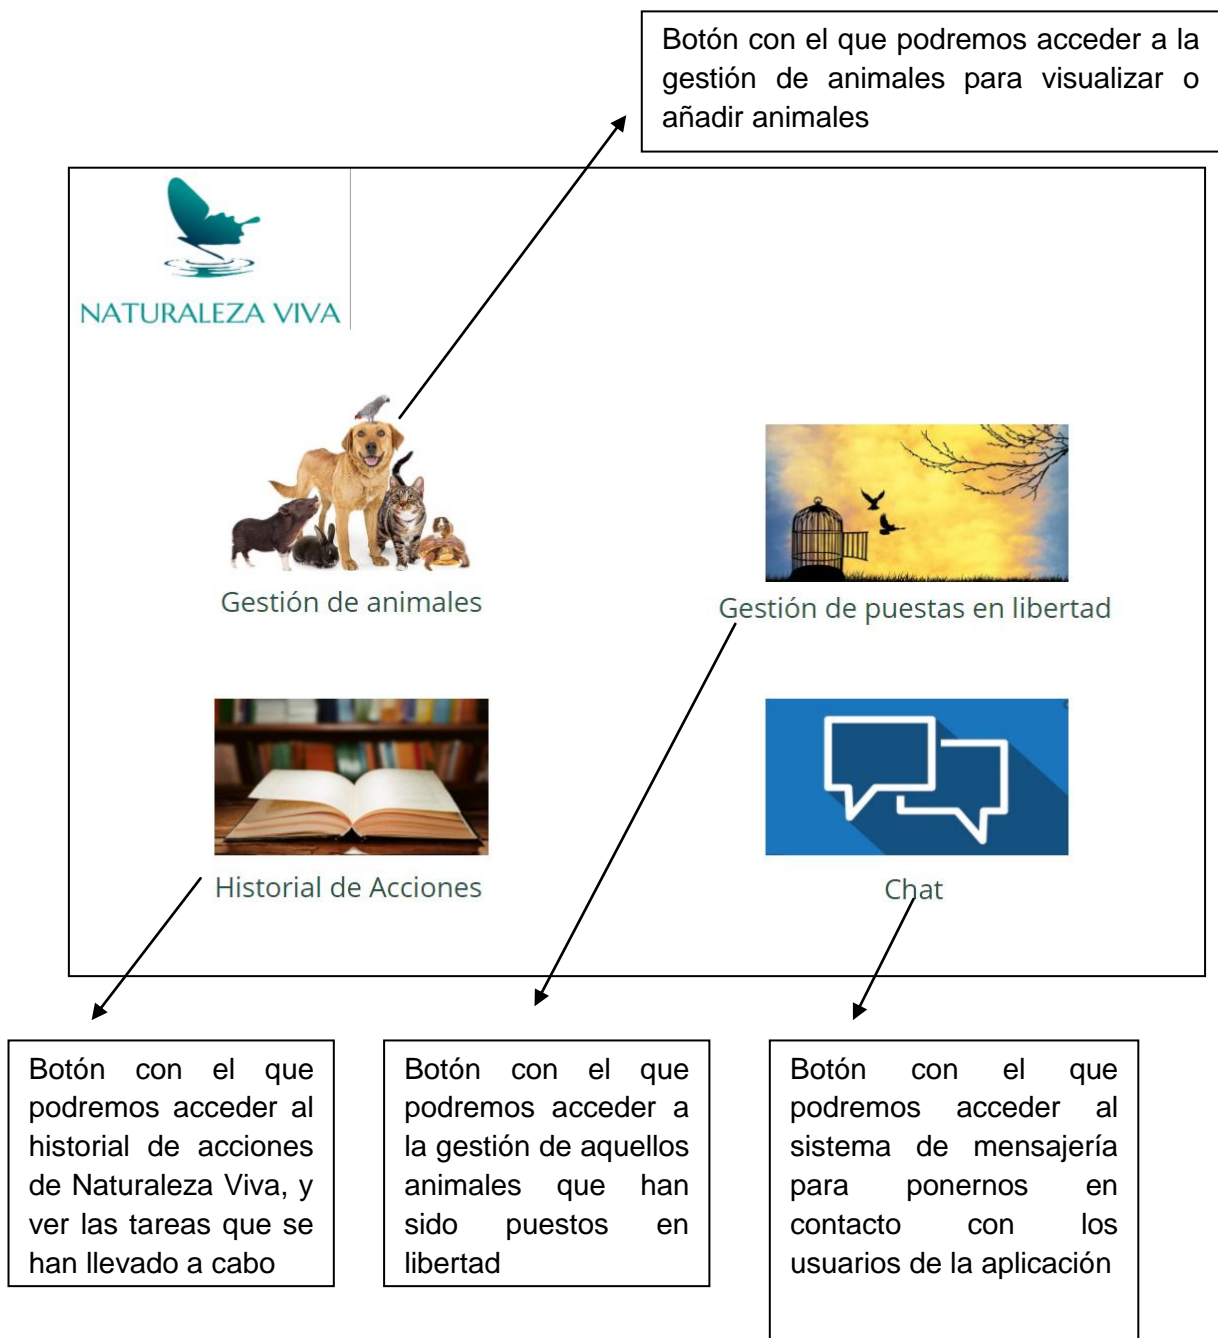 Botón con el que podremos acceder a la
gestión de animales para visualizar o
añadir animales
NATURALEZA VIVA
Gestión de animales
Gestión de puestas en libertad
Historial de Acciones
Chat
Botón con el que
podremos acceder al
historial de acciones
de Naturaleza Viva, y
ver las tareas que se
han llevado a cabo
Botón con el que
podremos acceder a
la gestión de aquellos
animales que han
sido puestos en
libertad
Botón con el que
podremos acceder al
sistema de mensajería
para ponernos en
contacto con los
usuarios de la aplicación